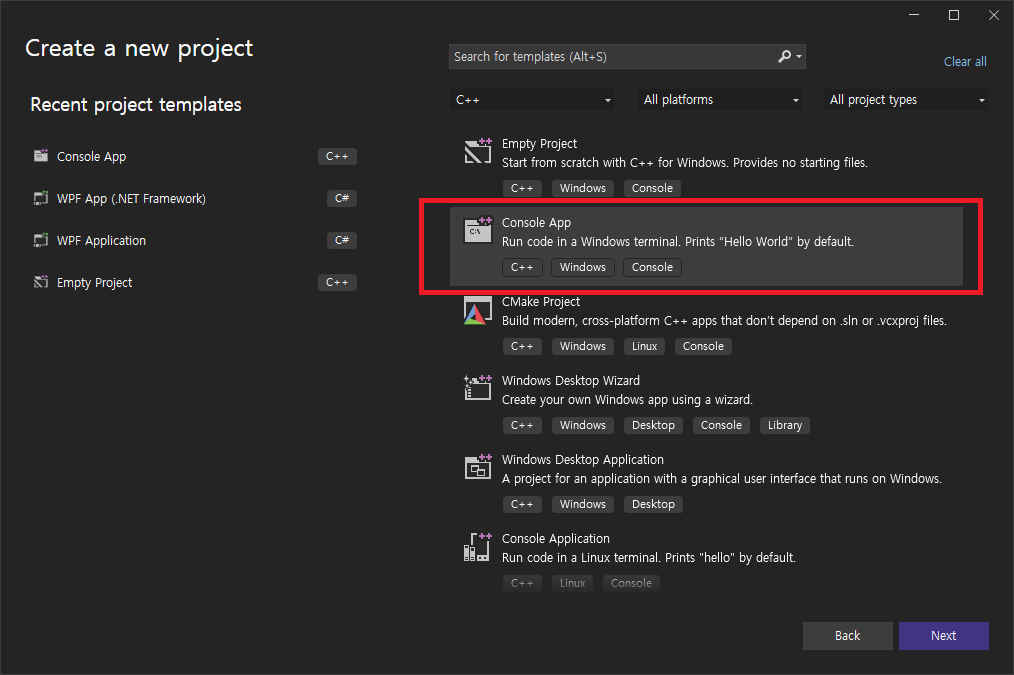 Create a new project
Search for templates (Alt+S)
Clear all
Recent project templates
C++
All platforms
All project types
Console App C++
WPF App (.NET Framework) C#
WPF Application C#
Empty Project C++
Empty Project
Start from scratch with C++ for Windows. Provides no starting files.
C++ Windows Console
Console App
C:\
Run code in a Windows terminal. Prints "Hello World" by default.
C++ Windows Console
CMake Project
Build modern, cross-platform C++ apps that don't depend on .sln or .vcxproj files.
C++ Windows Linux Console
Windows Desktop Wizard
Create your own Windows app using a wizard.
C++ Windows Desktop Console Library
Windows Desktop Application
A project for an application with a graphical user interface that runs on Windows.
C++ Windows Desktop
Console Application
Run code in a Linux terminal. Prints "hello" by default.
C++ Linux Console
Back
Next